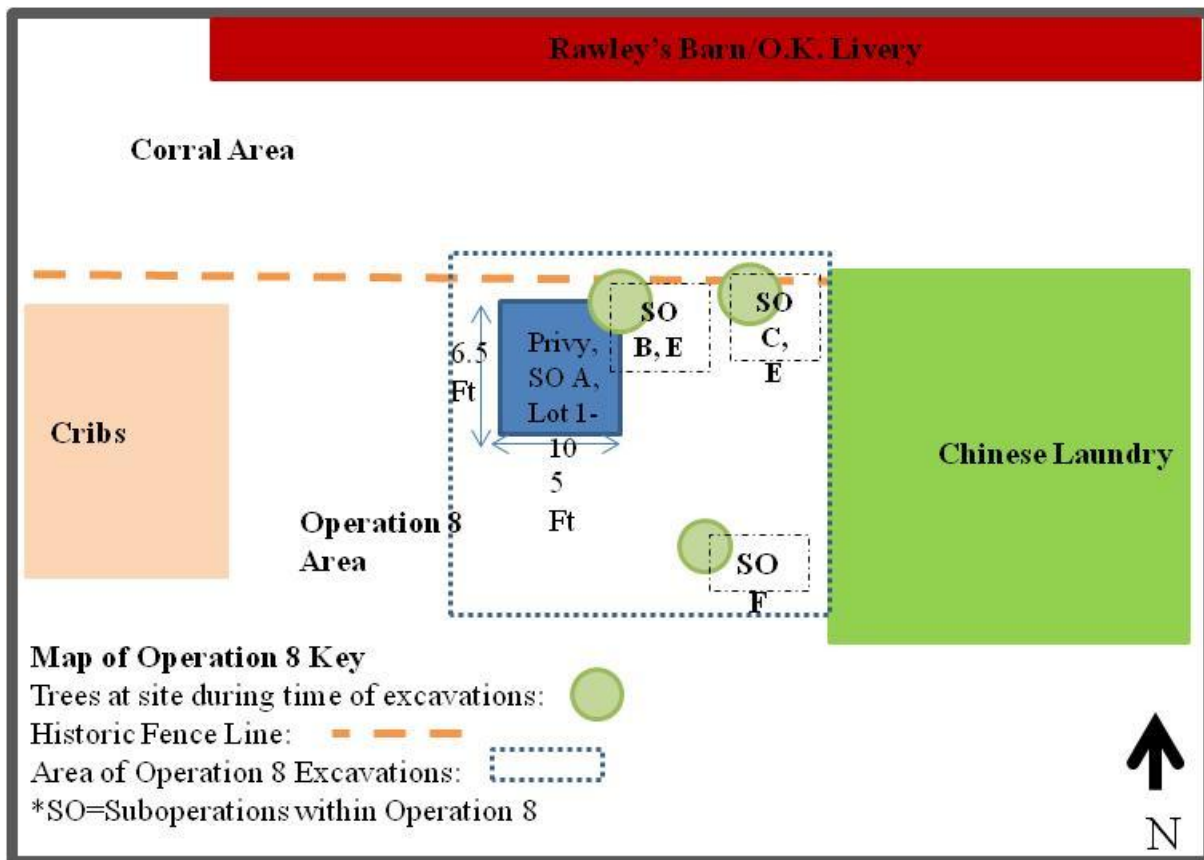 Rawley's Barn/O.K. Livery
Corral Area
SO
B, E
SO
C,
E
6.5
Ft
Privy,
SO A,
Lot 1-
10
5
Ft
Cribs
Chinese Laundry
Operation 8
Area
SO
F
Map of Operation 8 Key
Trees at site during time of excavations:
Historic Fence Line:
Area of Operation 8 Excavations:
*SO=Suboperations within Operation 8
N